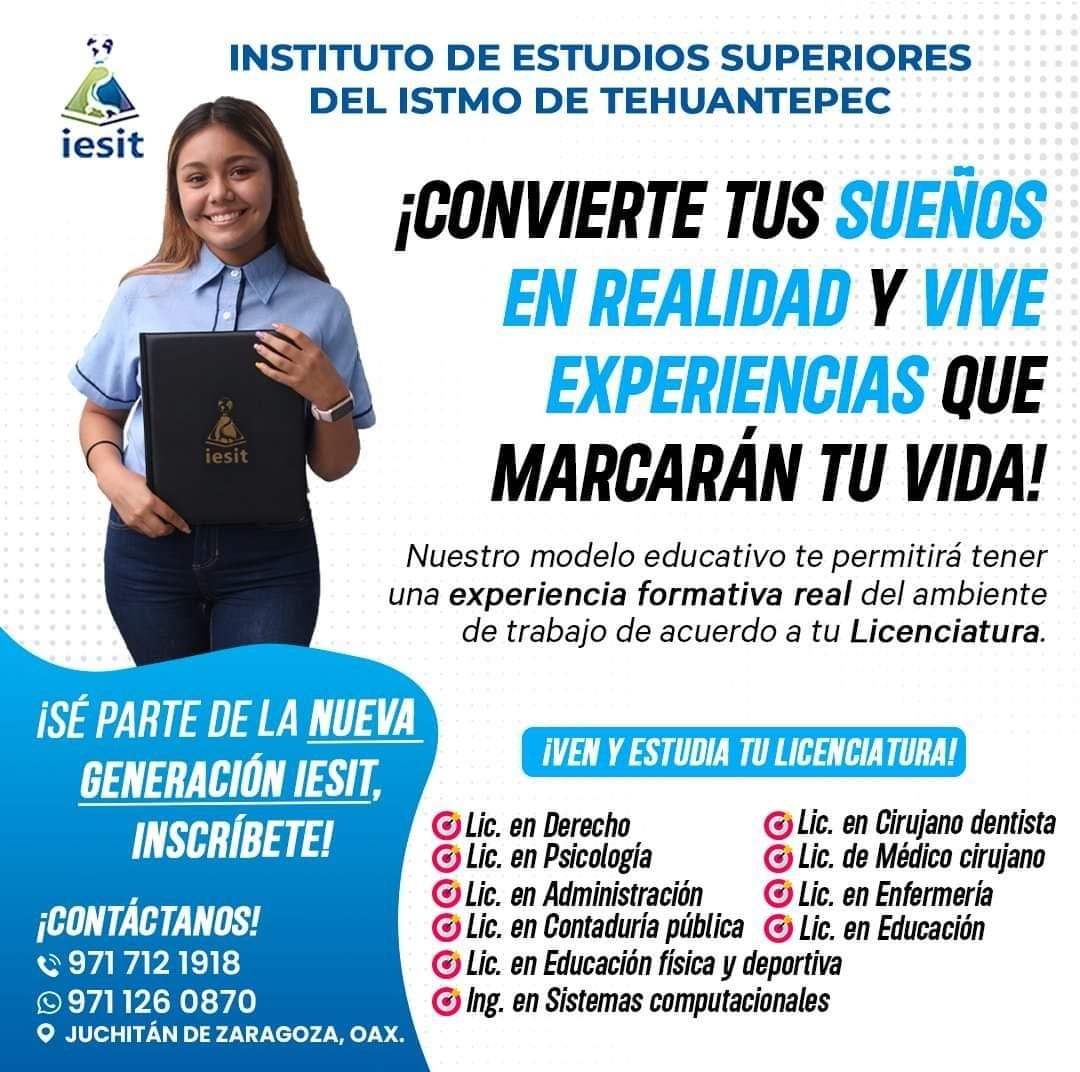 iesit
INSTITUTO DE ESTUDIOS SUPERIORES
DEL ISTMO DE TEHUANTEPEC
¡CONVIERTE TUS SUEÑOS
EN REALIDAD Y VIVE
EXPERIENCIAS QUE
MARCARÁN TU VIDA!
iesit
Nuestro modelo educativo te permitirá tener
una experiencia formativa real del ambiente
de trabajo de acuerdo a tu Licenciatura.
¡SÉ PARTE DE LA NUEVA
GENERACIÓN IESIT,
INSCRÍBETE!
¡CONTÁCTANOS!
971 712 1918
971 126 0870
JUCHITÁN DE ZARAGOZA, OAX.
¡VEN Y ESTUDIA TU LICENCIATURA!
Lic. en Derecho
Lic. en Psicología
Lic. en Administración
Lic. en Contaduría pública
Lic. en Educación física y deportiva
Ing. en Sistemas computacionales
Lic. en Cirujano dentista
Lic. de Médico cirujano
Lic. en Enfermería
Lic. en Educación